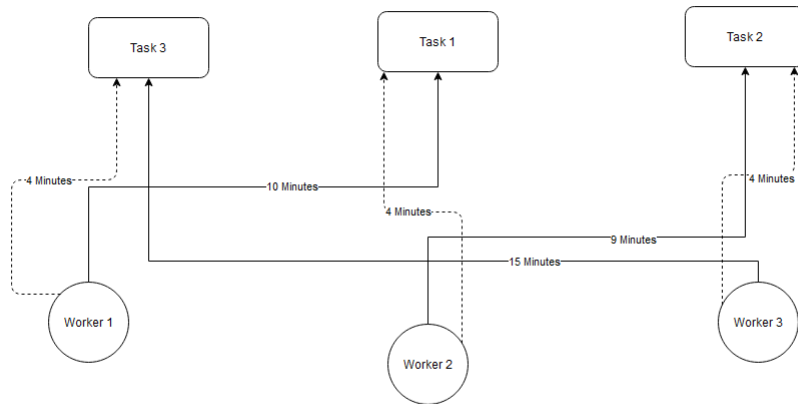 Task 3
Task 1
Task 2
4 Minutes
10 Minutes
4 Minutes
4 Minutes
9 Minutes
15 Minutes
Worker 1
Worker 2
Worker 3